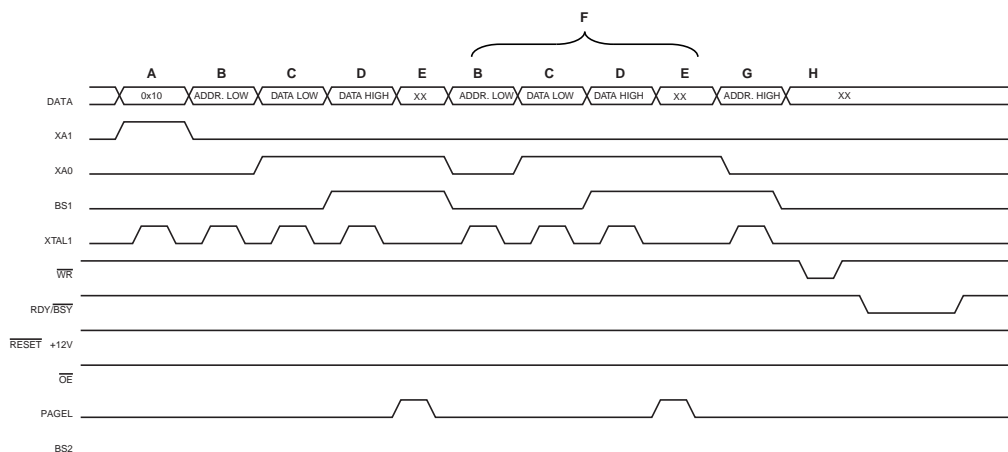 F
A B C D E B C D E G H
DATA 0x10 ADDR. LOW DATA LOW DATA HIGH XX ADDR. LOW DATA LOW DATA HIGH XX ADDR. HIGH XX
XA1
XA0
BS1
XTAL1
WR
RDY/BSY
RESET +12V
OE
PAGEL
BS2